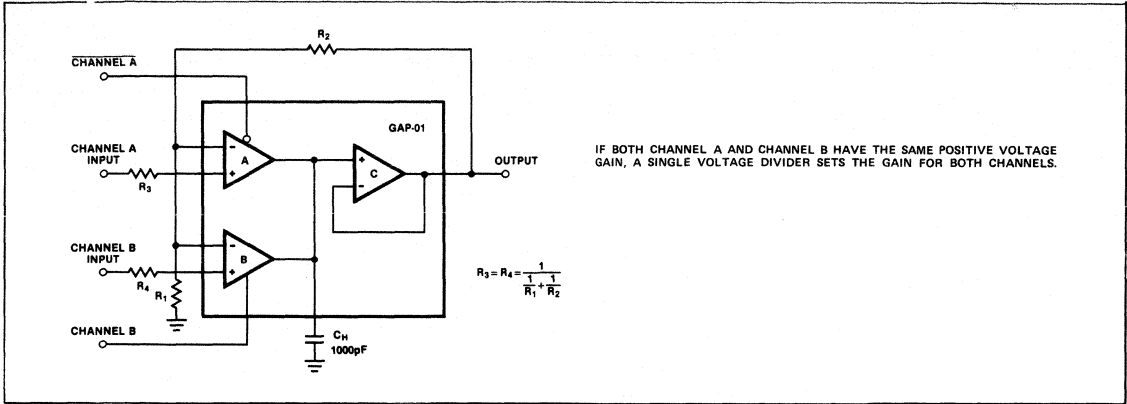 R2
CHANNEL A
GAP-01
CHANNEL A
INPUT
R3
A
C
OUTPUT
IF BOTH CHANNEL A AND CHANNEL B HAVE THE SAME POSITIVE VOLTAGE
GAIN, A SINGLE VOLTAGE DIVIDER SETS THE GAIN FOR BOTH CHANNELS.
CHANNEL B
INPUT
R4
R1
B
R3 = R4 = 1 / (1/R1 + 1/R2)
CHANNEL B
CH
1000pF